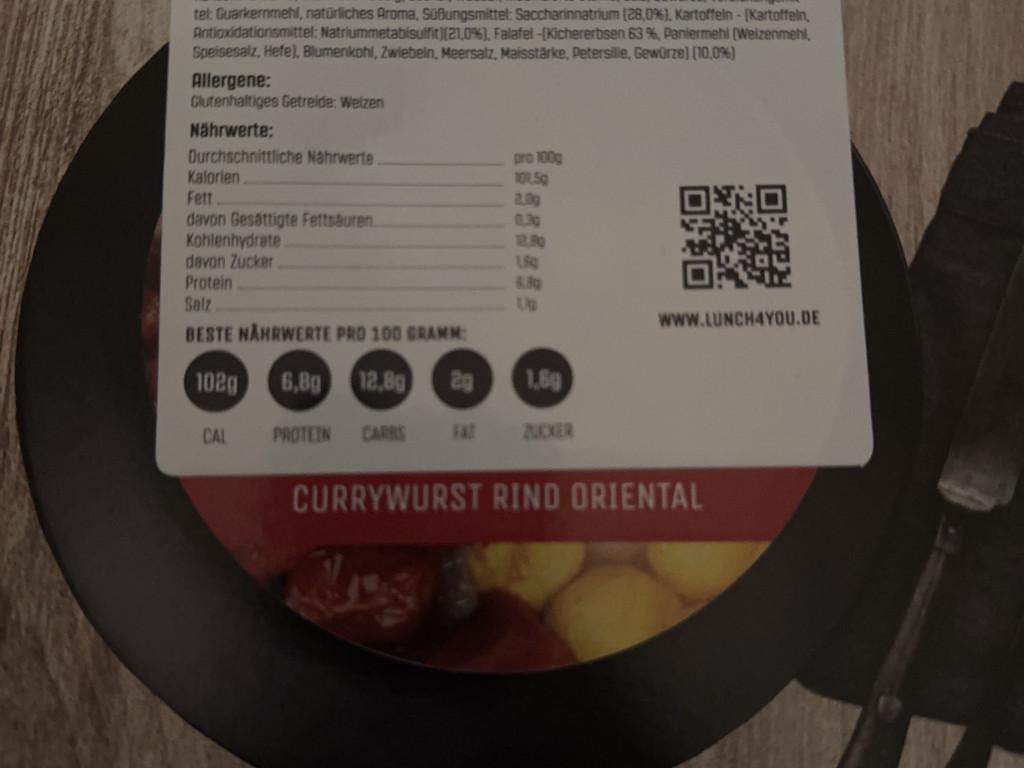 tel: Guarkernmehl, natürliches Aroma, Süßungsmittel: Saccharinnatrium (28,0%), Kartoffeln - (Kartoffeln,
Antioxidationsmittel: Natriummetabisulfit)(21,0%), Falafel -(Kichererbsen 63 %, Paniermehl (Weizenmehl,
Speisesalz, Hefe), Blumenkohl, Zwiebeln, Meersalz, Maisstärke, Petersilie, Gewürze) (10,0%)
Allergene:
Glutenhaltiges Getreide: Weizen
Nährwerte:
Durchschnittliche Nährwerte pro 100g
Kalorien 101,5g
Fett 2,0g
davon Gesättigte Fettsäuren 0,3g
Kohlenhydrate 12,8g
davon Zucker 1,6g
Protein 6,8g
Salz 1,1g
BESTE NÄHRWERTE PRO 100 GRAMM:
102g 6,8g 12,8g 2g 1,6g
CAL PROTEIN CARBS FAT ZUCKER
WWW.LUNCH4YOU.DE
CURRYWURST RIND ORIENTAL